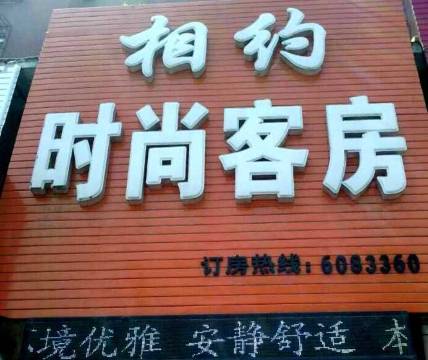 相约
时尚客房
订房热线：6083360
境优雅 安静舒适 本